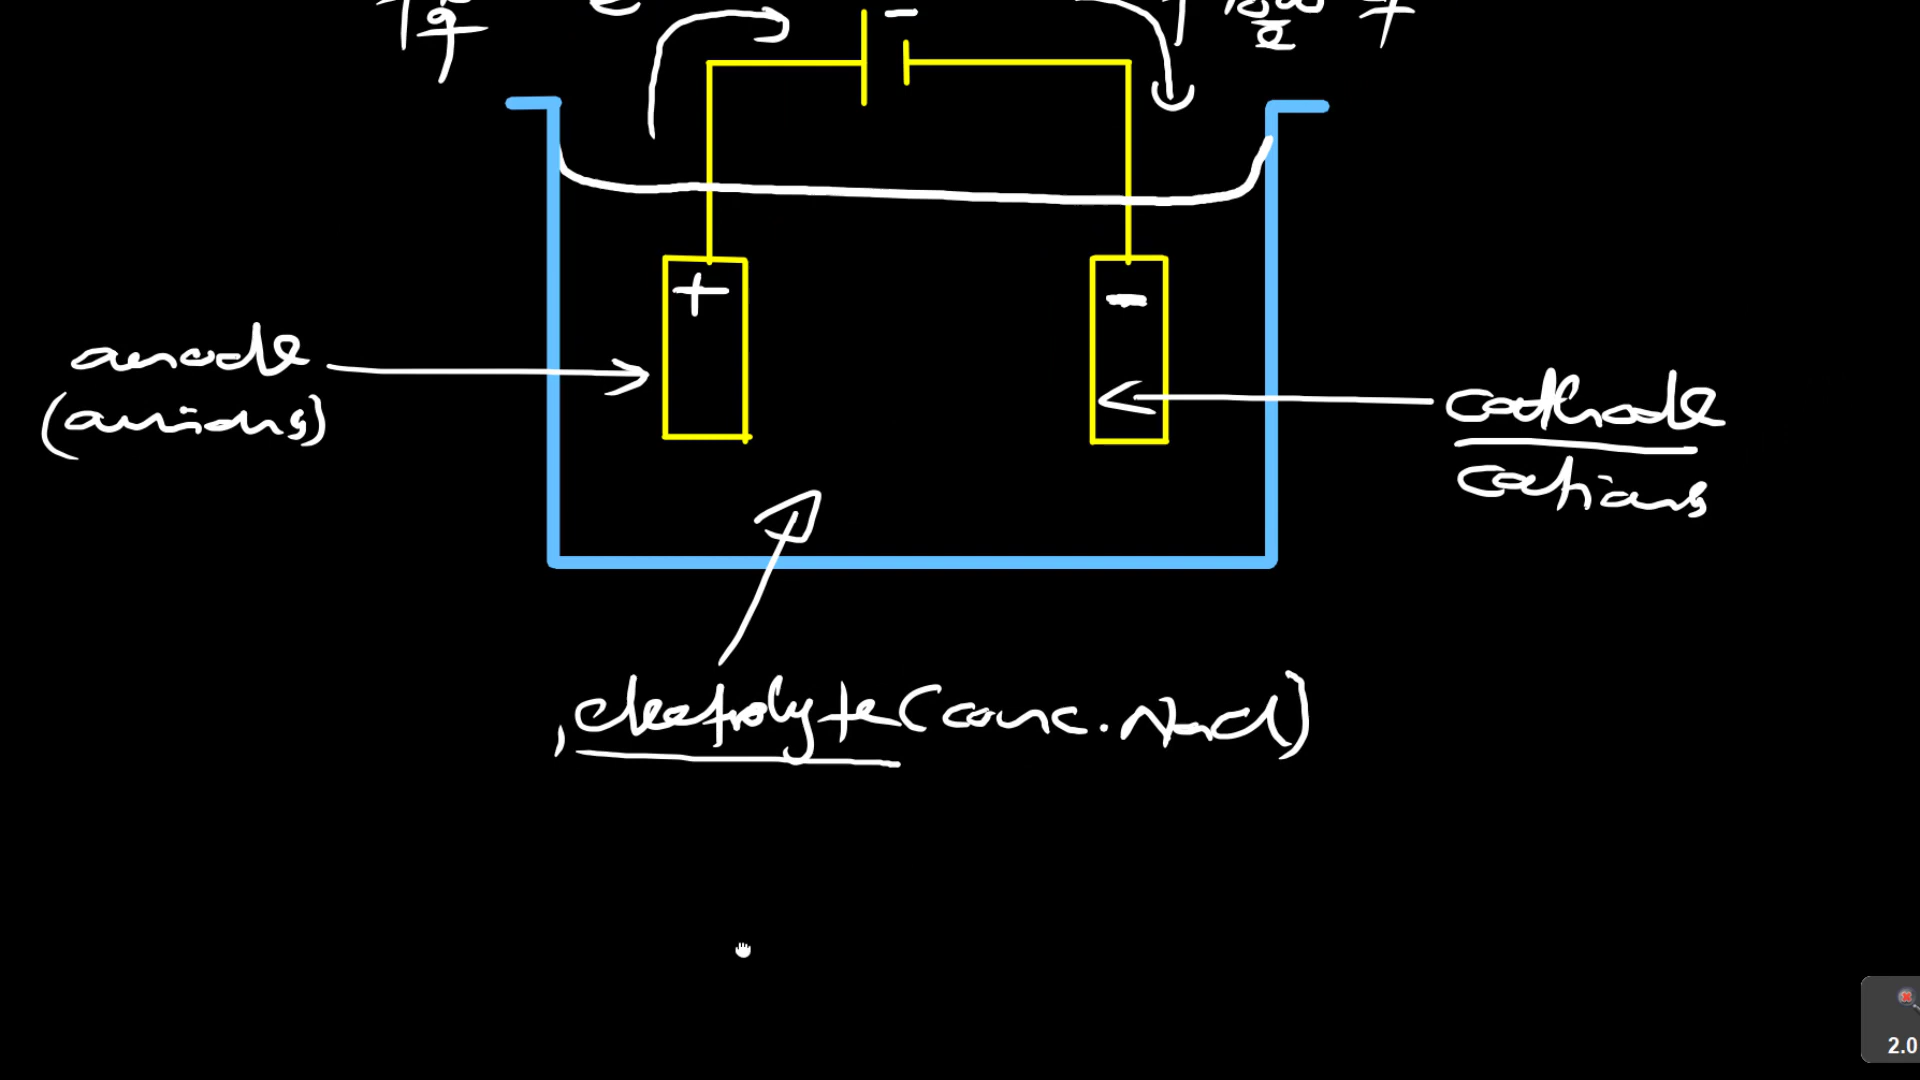 -
+
-
anode
(anions)
cathode
cations
, electrolyte (conc. Nacl)
2.0